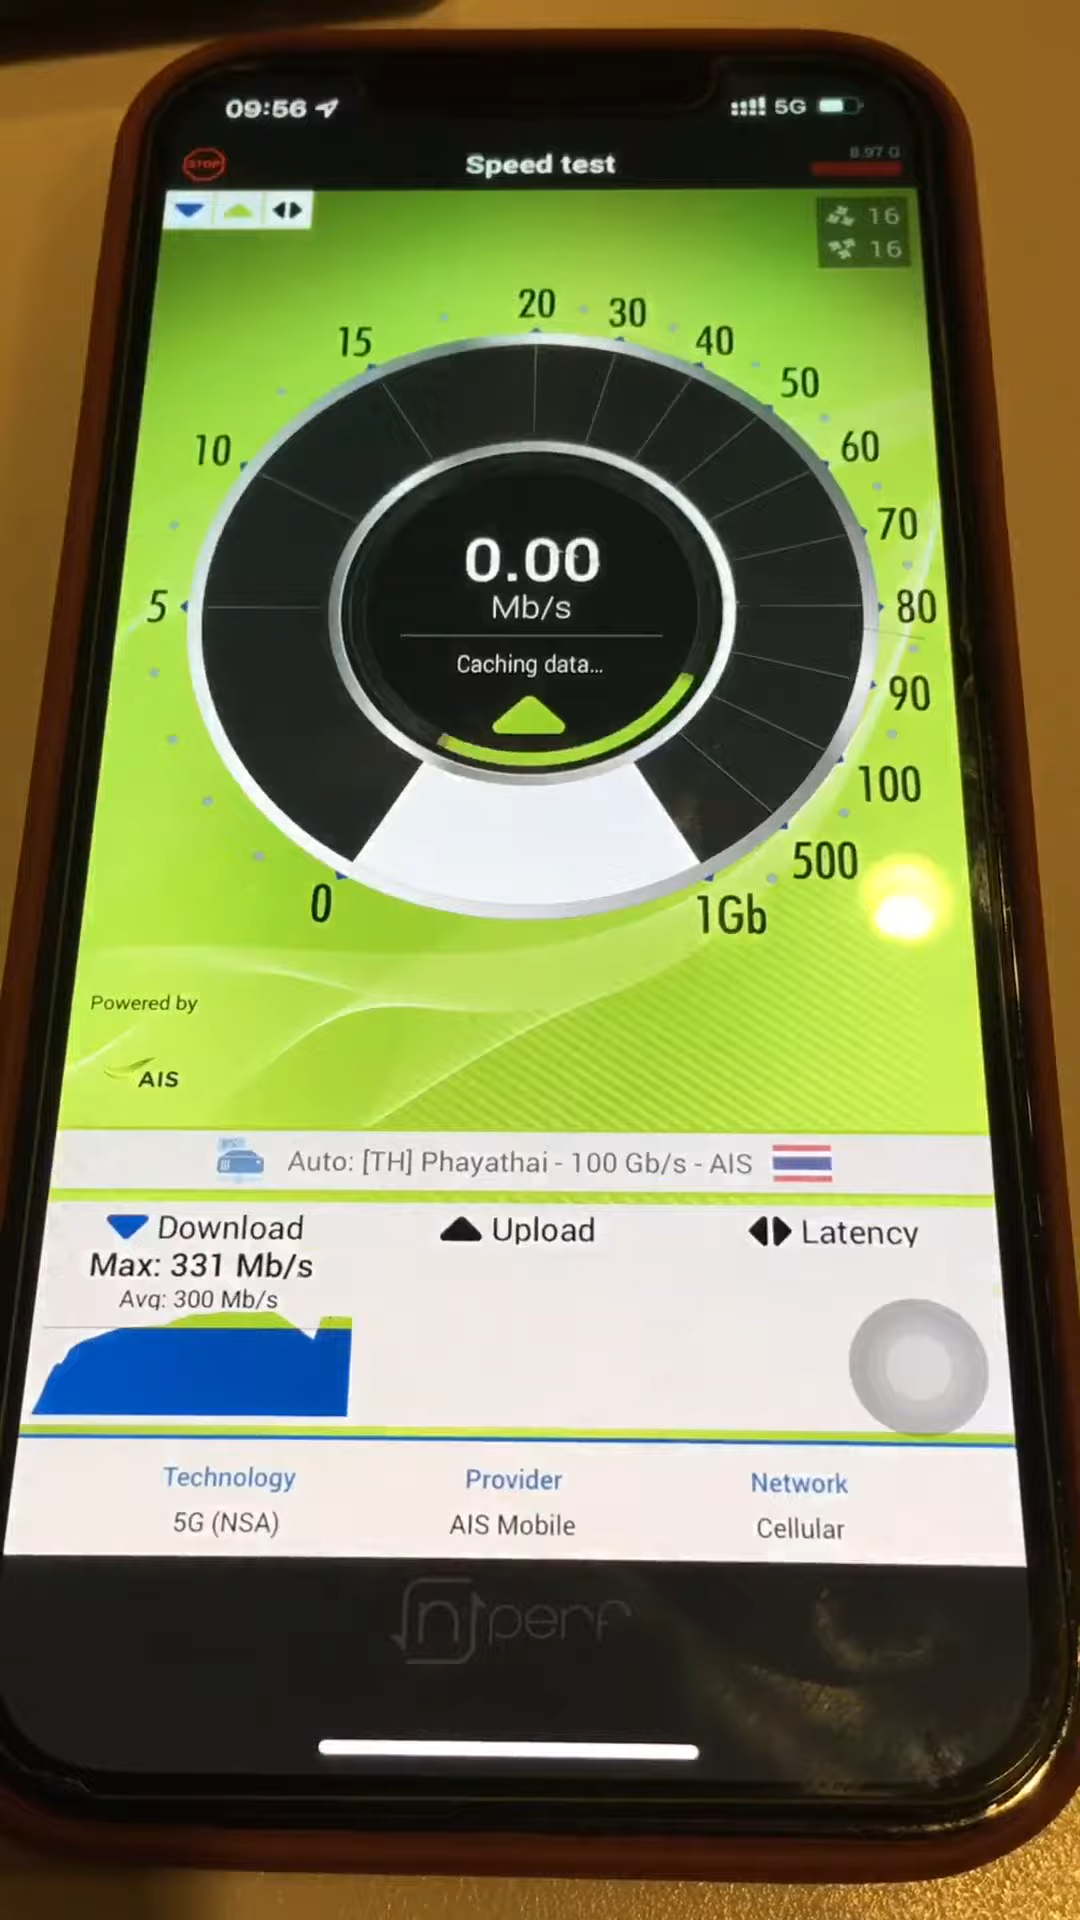 09:56
5G
STOP
Speed test
8.97 G
16
16
0
5
10
15
20
30
40
50
60
70
80
90
100
500
1Gb
0.00
Mb/s
Caching data...
Powered by
AIS
Auto: [TH] Phayathai - 100 Gb/s - AIS
Download
Upload
Latency
Max: 331 Mb/s
Avg: 300 Mb/s
Technology
Provider
Network
5G (NSA)
AIS Mobile
Cellular
nperf